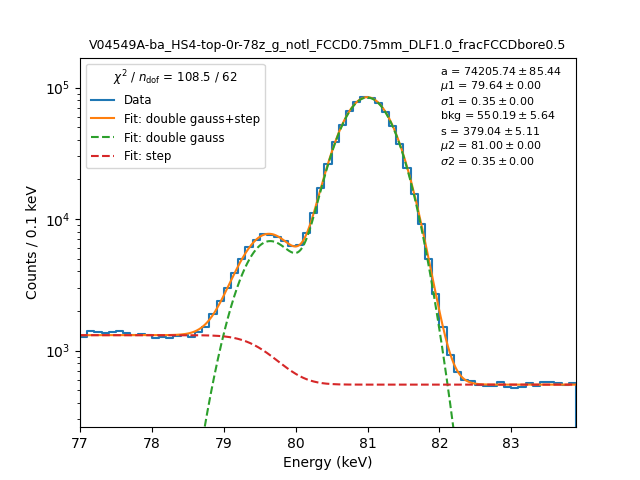 V04549A-ba_HS4-top-0r-78z_g_notl_FCCD0.75mm_DLF1.0_fracFCCDbore0.5
χ² / n_dof = 108.5 / 62
Data
Fit: double gauss+step
Fit: double gauss
Fit: step
a = 74205.74 ± 85.44
μ1 = 79.64 ± 0.00
σ1 = 0.35 ± 0.00
bkg = 550.19 ± 5.64
s = 379.04 ± 5.11
μ2 = 81.00 ± 0.00
σ2 = 0.35 ± 0.00
10⁵
10⁴
10³
Counts / 0.1 keV
77 78 79 80 81 82 83
Energy (keV)